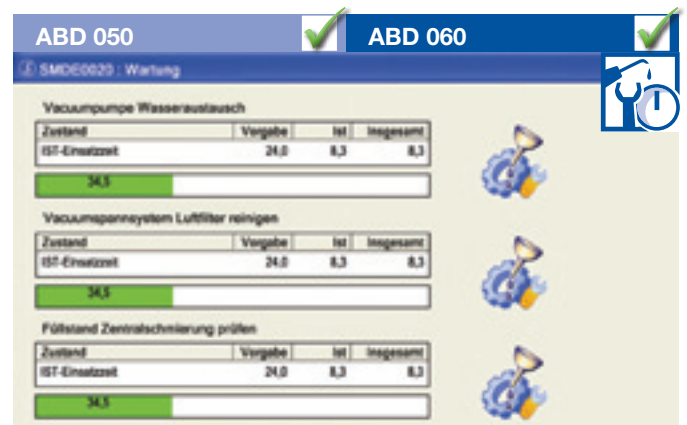 ABD 050 ABD 060
SMDE0020 : Wartung
Vacuumpumpe Wasseraustausch
Zustand Vorgabe Ist Insgesamt
IST-Einsatzzeit 24,0 8,3 8,3
34,5
Vacuumspannsystem Luftfilter reinigen
Zustand Vorgabe Ist Insgesamt
IST-Einsatzzeit 24,0 8,3 8,3
34,5
Füllstand Zentralschmierung prüfen
Zustand Vorgabe Ist Insgesamt
IST-Einsatzzeit 24,0 8,3 8,3
34,5